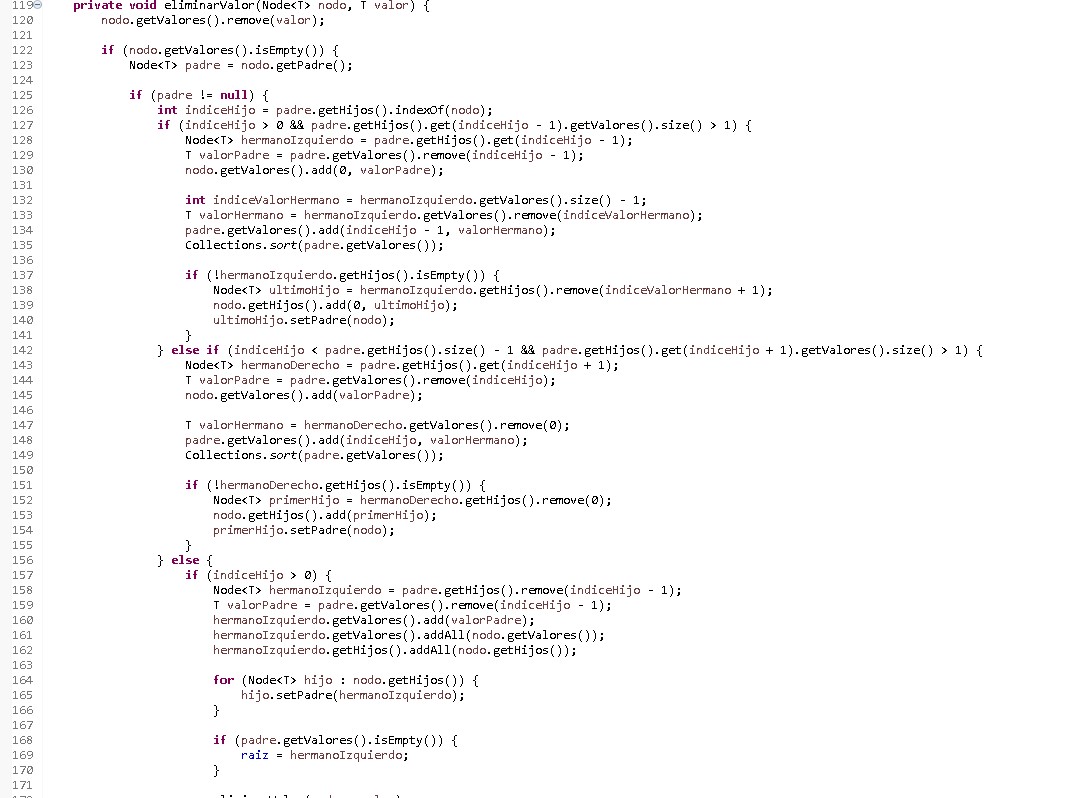 119 private void eliminarValor(Node<T> nodo, T valor) {
120 nodo.getValores().remove(valor);
121
122 if (nodo.getValores().isEmpty()) {
123 Node<T> padre = nodo.getPadre();
124
125 if (padre != null) {
126 int indiceHijo = padre.getHijos().indexOf(nodo);
127 if (indiceHijo > 0 && padre.getHijos().get(indiceHijo - 1).getValores().size() > 1) {
128 Node<T> hermanoIzquierdo = padre.getHijos().get(indiceHijo - 1);
129 T valorPadre = padre.getValores().remove(indiceHijo - 1);
130 nodo.getValores().add(0, valorPadre);
131
132 int indiceValorHermano = hermanoIzquierdo.getValores().size() - 1;
133 T valorHermano = hermanoIzquierdo.getValores().remove(indiceValorHermano);
134 padre.getValores().add(indiceHijo - 1, valorHermano);
135 Collections.sort(padre.getValores());
136
137 if (!hermanoIzquierdo.getHijos().isEmpty()) {
138 Node<T> ultimoHijo = hermanoIzquierdo.getHijos().remove(indiceValorHermano + 1);
139 nodo.getHijos().add(0, ultimoHijo);
140 ultimoHijo.setPadre(nodo);
141 }
142 } else if (indiceHijo < padre.getHijos().size() - 1 && padre.getHijos().get(indiceHijo + 1).getValores().size() > 1) {
143 Node<T> hermanoDerecho = padre.getHijos().get(indiceHijo + 1);
144 T valorPadre = padre.getValores().remove(indiceHijo);
145 nodo.getValores().add(valorPadre);
146
147 T valorHermano = hermanoDerecho.getValores().remove(0);
148 padre.getValores().add(indiceHijo, valorHermano);
149 Collections.sort(padre.getValores());
150
151 if (!hermanoDerecho.getHijos().isEmpty()) {
152 Node<T> primerHijo = hermanoDerecho.getHijos().remove(0);
153 nodo.getHijos().add(primerHijo);
154 primerHijo.setPadre(nodo);
155 }
156 } else {
157 if (indiceHijo > 0) {
158 Node<T> hermanoIzquierdo = padre.getHijos().remove(indiceHijo - 1);
159 T valorPadre = padre.getValores().remove(indiceHijo - 1);
160 hermanoIzquierdo.getValores().add(valorPadre);
161 hermanoIzquierdo.getValores().addAll(nodo.getValores());
162 hermanoIzquierdo.getHijos().addAll(nodo.getHijos());
163
164 for (Node<T> hijo : nodo.getHijos()) {
165 hijo.setPadre(hermanoIzquierdo);
166 }
167
168 if (padre.getValores().isEmpty()) {
169 raiz = hermanoIzquierdo;
170 }
171